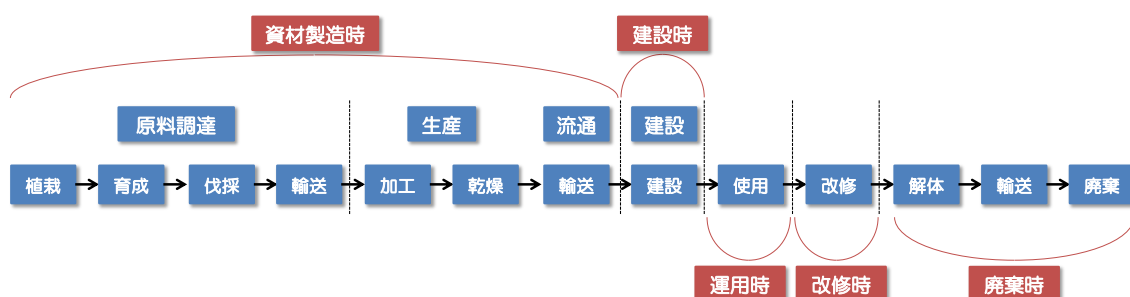 資材製造時
建設時
原料調達
生産
流通
建設
植栽
育成
伐採
輸送
加工
乾燥
輸送
建設
使用
改修
解体
輸送
廃棄
運用時
改修時
廃棄時